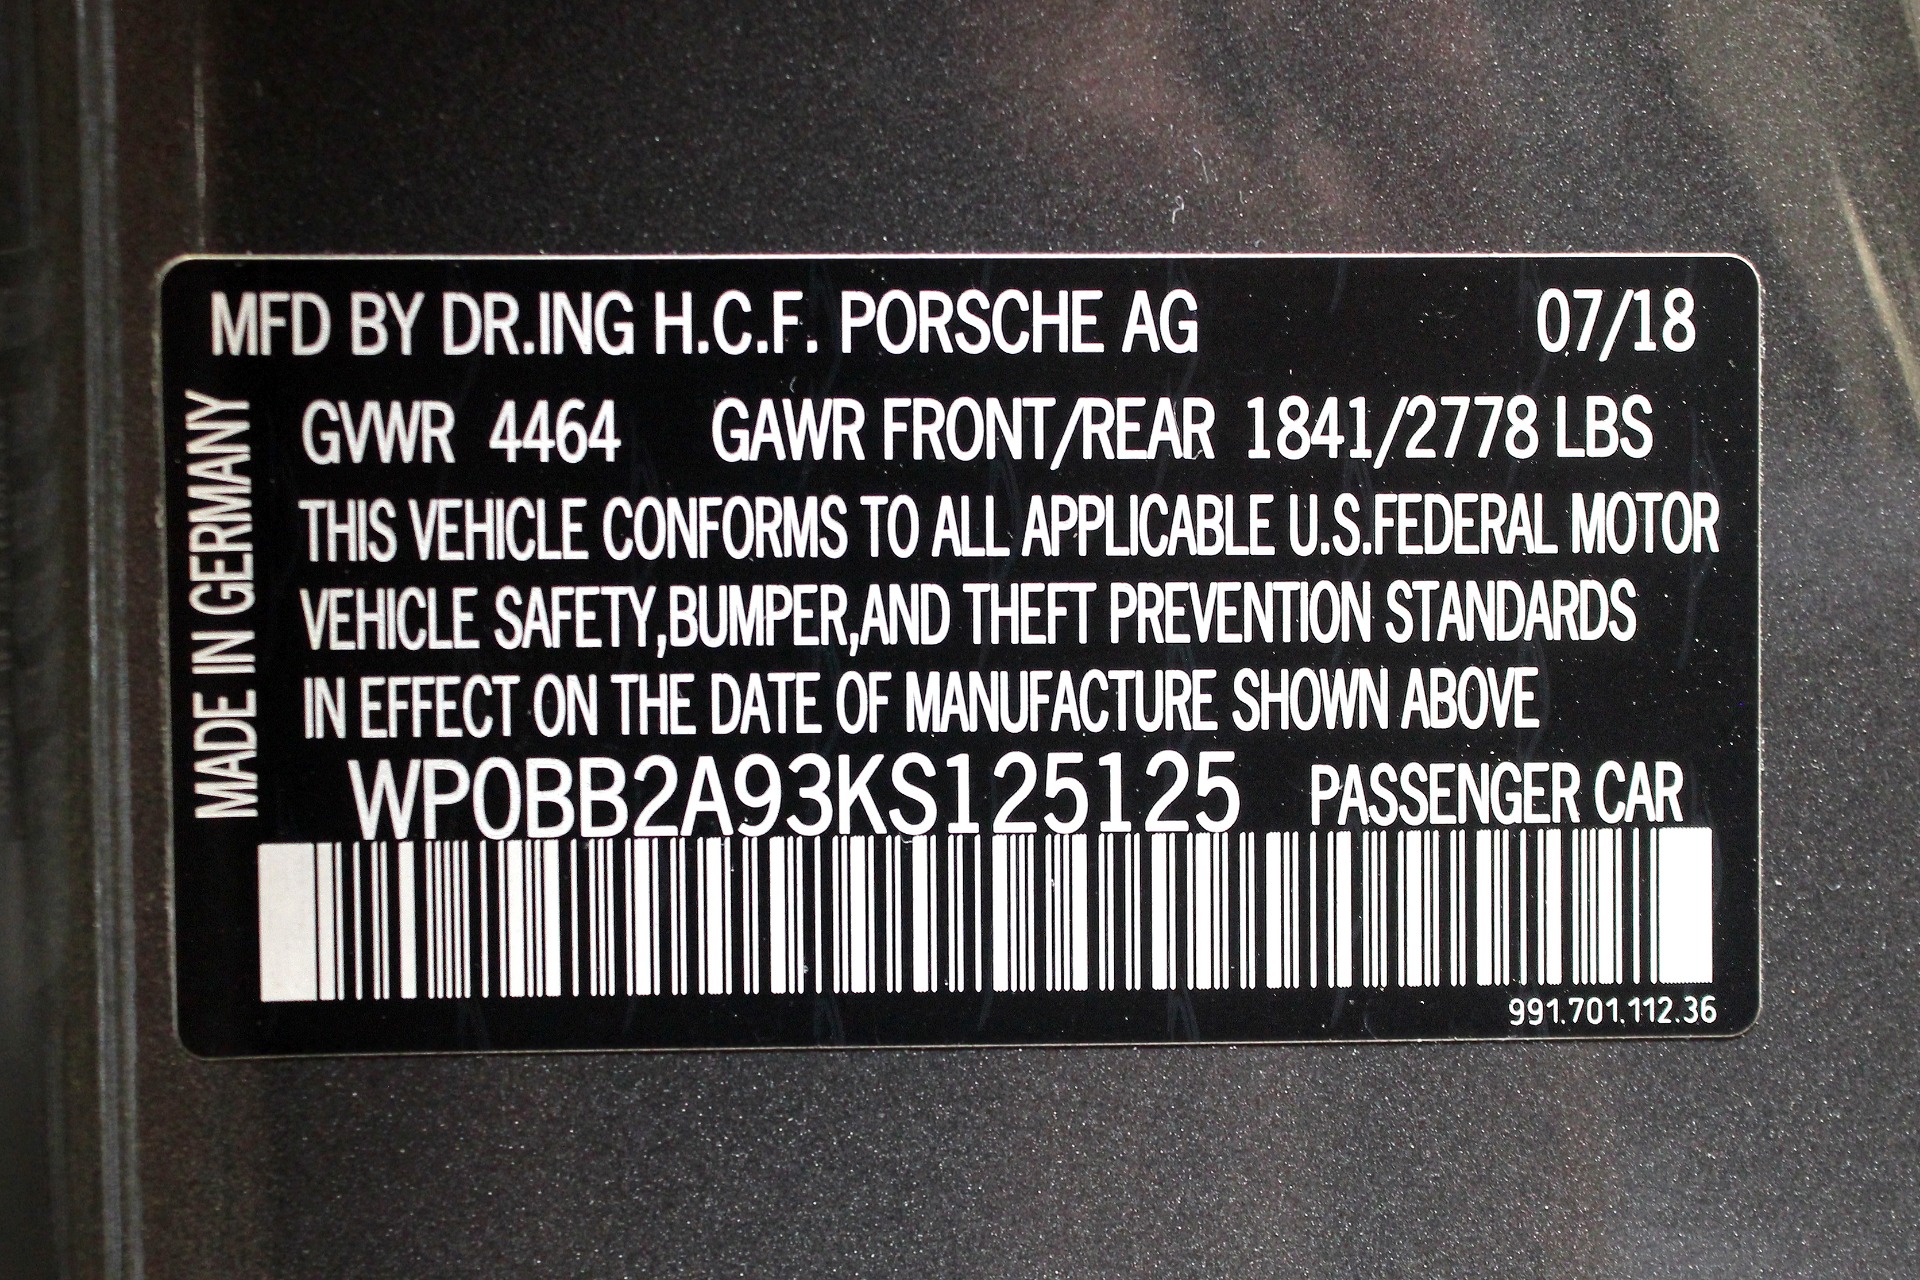 MFD BY DR.ING H.C.F. PORSCHE AG 07/18
MADE IN GERMANY
GVWR 4464 GAWR FRONT/REAR 1841/2778 LBS
THIS VEHICLE CONFORMS TO ALL APPLICABLE U.S.FEDERAL MOTOR
VEHICLE SAFETY,BUMPER,AND THEFT PREVENTION STANDARDS
IN EFFECT ON THE DATE OF MANUFACTURE SHOWN ABOVE
WP0BB2A93KS125125 PASSENGER CAR
991.701.112.36